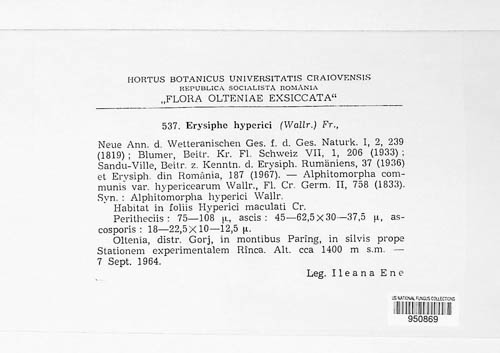 HORTUS BOTANICUS UNIVERSITATIS CRAIOVENSIS
REPUBLICA SOCIALISTA ROMÂNIA
„FLORA OLTENIAE EXSICCATA“
537. Erysiphe hyperici (Wallr.) Fr.,
Neue Ann. d. Wetteranischen Ges. f. d. Ges. Naturk. I, 2, 239
(1819) ; Blumer, Beitr. Kr. Fl. Schweiz VII, 1, 206 (1933) ;
Sandu-Ville, Beitr. z. Kenntn. d. Erysiph. Rumäniens, 37 (1936)
et Erysiph. din România, 187 (1967). — Alphitomorpha com-
munis var. hypericearum Wallr., Fl. Cr. Germ. II, 758 (1833).
Syn. : Alphitomorpha hyperici Wallr.
Habitat in foliis Hyperici maculati Cr.
Peritheciis : 75—108 μ, ascis : 45—62,5×30—37,5 μ, as-
cosporis : 18—22,5×10—12,5 μ.
Oltenia, distr. Gorj, in montibus Parîng, in silvis prope
Stationem experimentalem Rînca. Alt. cca 1400 m s.m. —
7 Sept. 1964.
Leg. Ileana Ene
US NATIONAL FUNGUS COLLECTIONS
950869